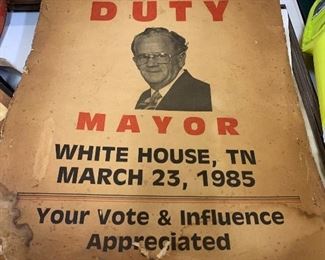 DUTY
MAYOR
WHITE HOUSE, TN
MARCH 23, 1985
Your Vote & Influence
Appreciated